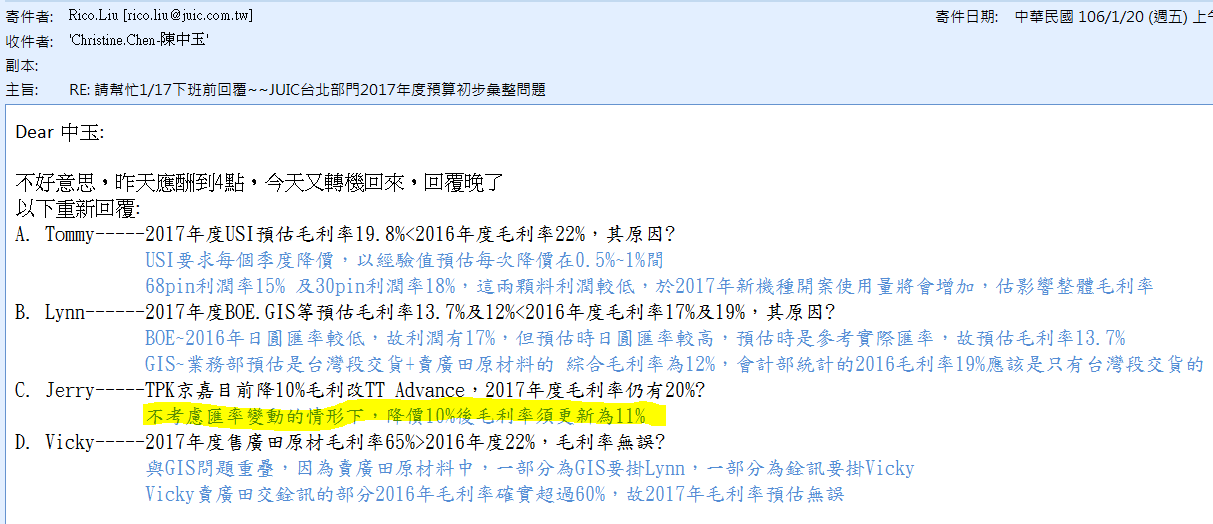 寄件者: Rico.Liu [rico.liu@juic.com.tw] 寄件日期: 中華民國 106/1/20 (週五) 上
收件者: 'Christine.Chen-陳中玉'
副本:
主旨: RE: 請幫忙1/17下班前回覆~~JUIC台北部門2017年度預算初步彙整問題
Dear 中玉:
不好意思，昨天應酬到4點，今天又轉機回來，回覆晚了
以下重新回覆:
A. Tommy-----2017年度USI預估毛利率19.8%<2016年度毛利率22%，其原因?
USI要求每個季度降價，以經驗值預估每次降價在0.5%~1%間
68pin利潤率15% 及30pin利潤率18%，這兩顆料利潤較低，於2017年新機種開案使用量將會增加，估影響整體毛利率
B. Lynn------2017年度BOE.GIS等預估毛利率13.7%及12%<2016年度毛利率17%及19%，其原因?
BOE~2016年日圓匯率較低，故利潤有17%，但預估時日圓匯率較高，預估時是參考實際匯率，故預估毛利率13.7%
GIS~業務部預估是台灣段交貨+賣廣田原材料的 綜合毛利率為12%，會計部統計的2016毛利率19%應該是只有台灣段交貨的
C. Jerry-----TPK京嘉目前降10%毛利改TT Advance，2017年度毛利率仍有20%?
不考慮匯率變動的情形下，降價10%後毛利率須更新為11%
D. Vicky-----2017年度售廣田原材毛利率65%>2016年度22%，毛利率無誤?
與GIS問題重疊，因為賣廣田原材料中，一部分為GIS要掛Lynn，一部分為銓訊要掛Vicky
Vicky賣廣田交銓訊的部分2016年毛利率確實超過60%，故2017年毛利率預估無誤